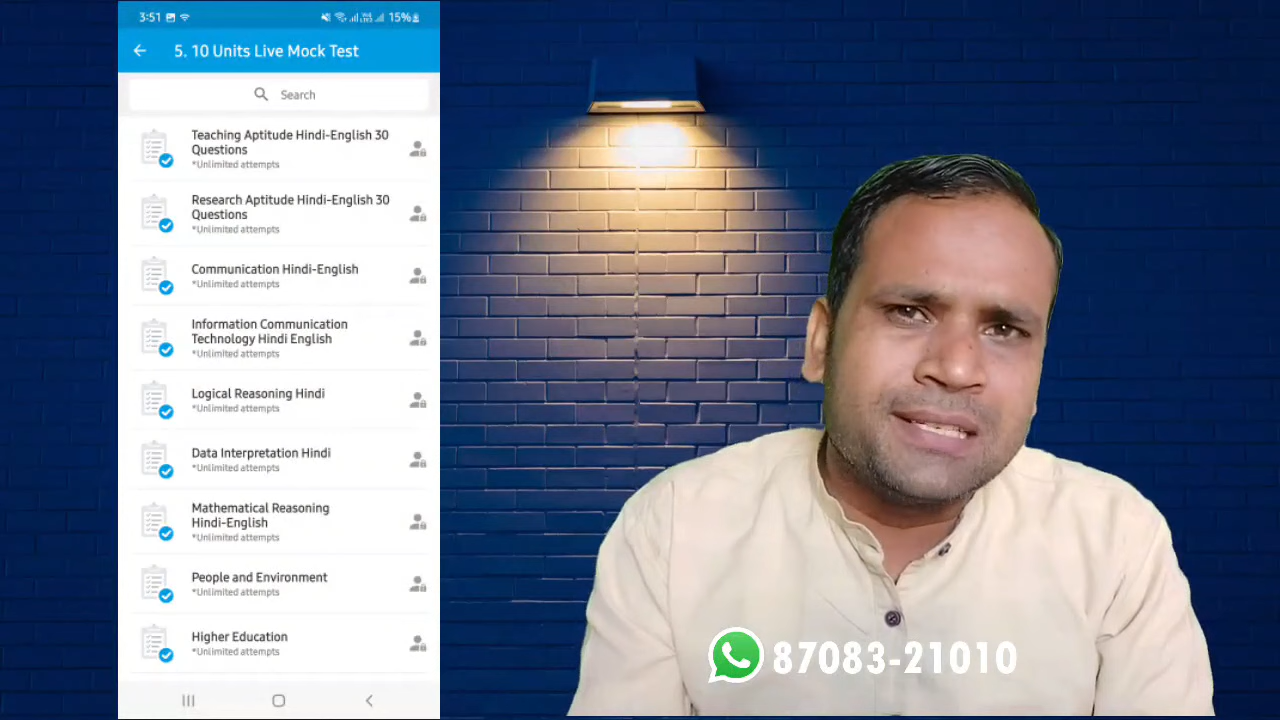 3:51
15%
5. 10 Units Live Mock Test
Search
Teaching Aptitude Hindi-English 30
Questions
*Unlimited attempts
Research Aptitude Hindi-English 30
Questions
*Unlimited attempts
Communication Hindi-English
*Unlimited attempts
Information Communication
Technology Hindi English
*Unlimited attempts
Logical Reasoning Hindi
*Unlimited attempts
Data Interpretation Hindi
*Unlimited attempts
Mathematical Reasoning
Hindi-English
*Unlimited attempts
People and Environment
*Unlimited attempts
Higher Education
*Unlimited attempts
87083-21010